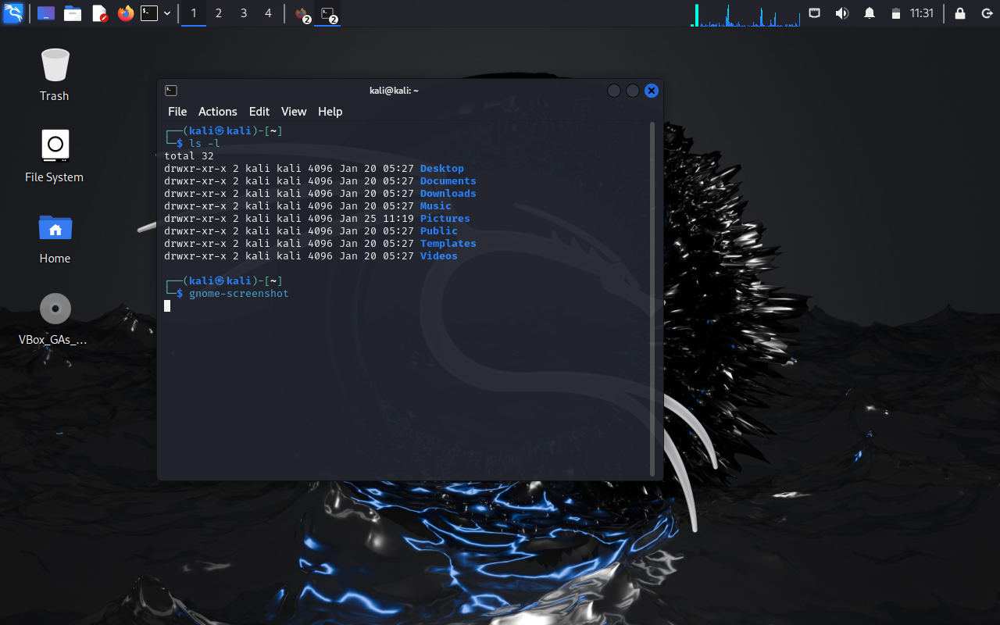 1 2 3 4
2
2
11:31
Trash
File System
Home
VBox_GAs_...
kali@kali: ~
File Actions Edit View Help
┌──(kali㉿kali)-[~]
└─$ ls -l
total 32
drwxr-xr-x 2 kali kali 4096 Jan 20 05:27 Desktop
drwxr-xr-x 2 kali kali 4096 Jan 20 05:27 Documents
drwxr-xr-x 2 kali kali 4096 Jan 20 05:27 Downloads
drwxr-xr-x 2 kali kali 4096 Jan 20 05:27 Music
drwxr-xr-x 2 kali kali 4096 Jan 25 11:19 Pictures
drwxr-xr-x 2 kali kali 4096 Jan 20 05:27 Public
drwxr-xr-x 2 kali kali 4096 Jan 20 05:27 Templates
drwxr-xr-x 2 kali kali 4096 Jan 20 05:27 Videos
┌──(kali㉿kali)-[~]
└─$ gnome-screenshot